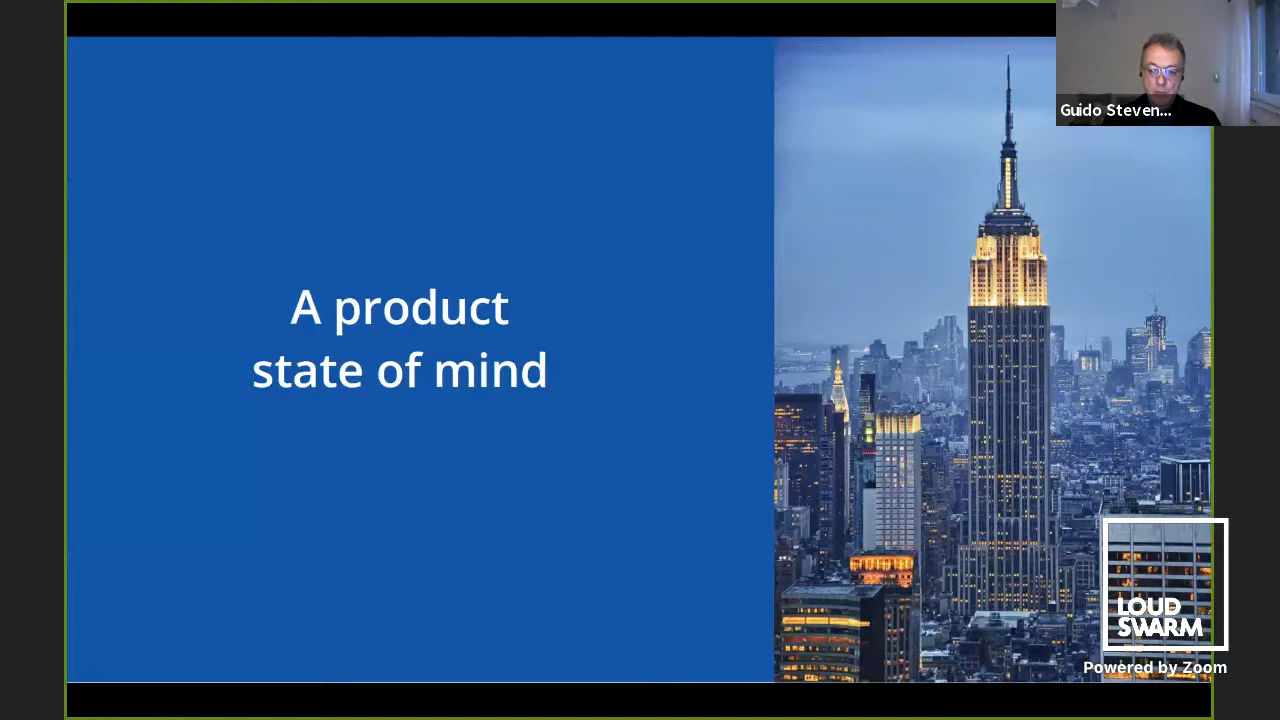 Guido Steven...
A product
state of mind
LOUD
SWARM
Powered by Zoom